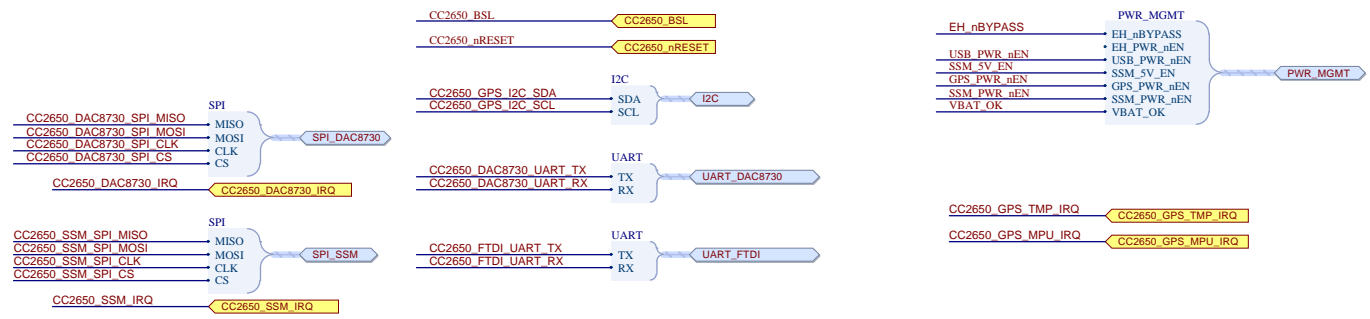 SPI
CC2650_DAC8730_SPI_MISO
MISO
CC2650_DAC8730_SPI_MOSI
MOSI
SPI_DAC8730
CC2650_DAC8730_SPI_CLK
CLK
CC2650_DAC8730_SPI_CS
CS
CC2650_DAC8730_IRQ
CC2650_DAC8730_IRQ
SPI
CC2650_SSM_SPI_MISO
MISO
CC2650_SSM_SPI_MOSI
MOSI
SPI_SSM
CC2650_SSM_SPI_CLK
CLK
CC2650_SSM_SPI_CS
CS
CC2650_SSM_IRQ
CC2650_SSM_IRQ
CC2650_BSL
CC2650_BSL
CC2650_nRESET
CC2650_nRESET
I2C
CC2650_GPS_I2C_SDA
SDA
I2C
CC2650_GPS_I2C_SCL
SCL
UART
CC2650_DAC8730_UART_TX
TX
UART_DAC8730
CC2650_DAC8730_UART_RX
RX
UART
CC2650_FTDI_UART_TX
TX
UART_FTDI
CC2650_FTDI_UART_RX
RX
PWR_MGMT
EH_nBYPASS
EH_nBYPASS
EH_PWR_nEN
USB_PWR_nEN
USB_PWR_nEN
SSM_5V_EN
SSM_5V_EN
PWR_MGMT
GPS_PWR_nEN
GPS_PWR_nEN
SSM_PWR_nEN
SSM_PWR_nEN
VBAT_OK
VBAT_OK
CC2650_GPS_TMP_IRQ
CC2650_GPS_TMP_IRQ
CC2650_GPS_MPU_IRQ
CC2650_GPS_MPU_IRQ